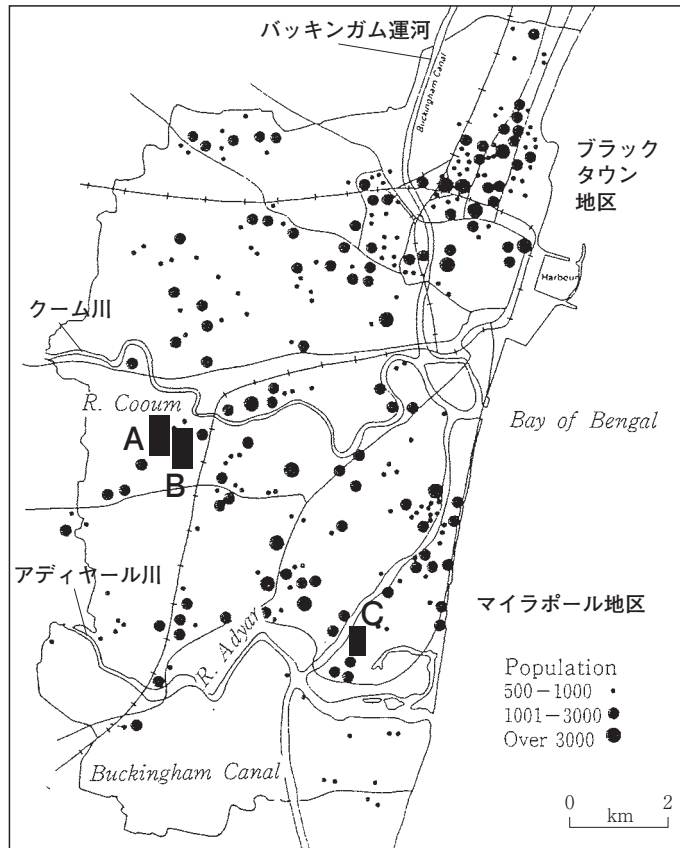 バッキンガム運河
Buckingham Canal
ブラック
タウン
地区
Harbour
クーム川
R. Cooum
Bay of Bengal
A
B
アディヤール川
マイラポール地区
C
R. Adyar
Population
500－1000
1001－3000
Over 3000
Buckingham Canal
0 2
km